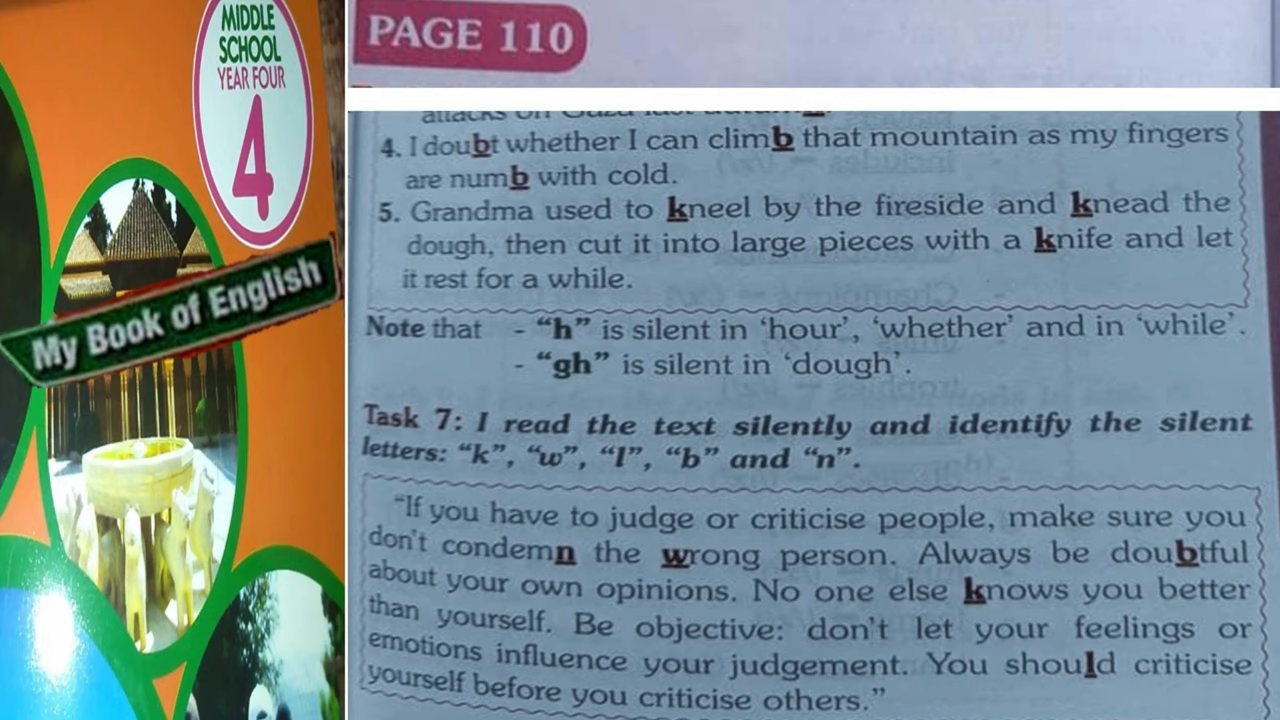 MIDDLE
SCHOOL
YEAR FOUR
4
My Book of English
PAGE 110
attacks on Gaza last
4. I doubt whether I can climb that mountain as my fingers
are numb with cold.
5. Grandma used to kneel by the fireside and knead the
dough, then cut it into large pieces with a knife and let
it rest for a while.
Note that - “h” is silent in ‘hour’, ‘whether’ and in ‘while’.
- “gh” is silent in ‘dough’.
Task 7: I read the text silently and identify the silent
letters: “k”, “w”, “l”, “b” and “n”.
“If you have to judge or criticise people, make sure you
don't condemn the wrong person. Always be doubtful
about your own opinions. No one else knows you better
than yourself. Be objective: don't let your feelings or
emotions influence your judgement. You should criticise
yourself before you criticise others.”